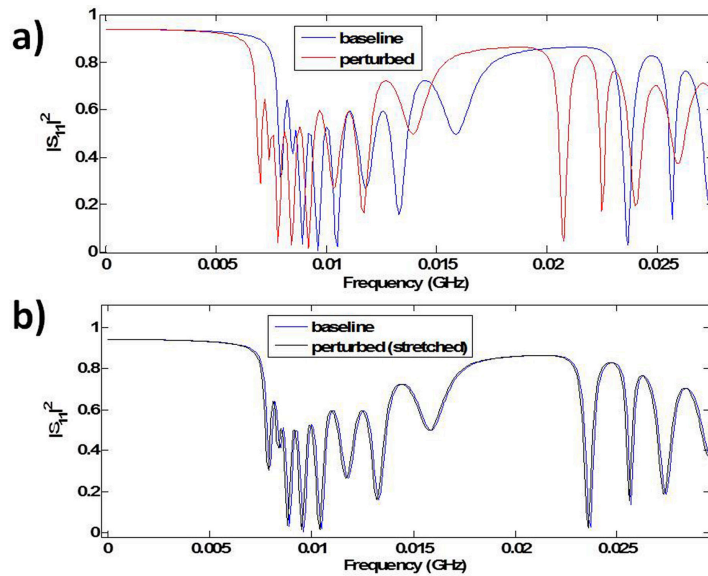 a)
baseline
perturbed
|S₁₁|²
1
0.8
0.6
0.4
0.2
0
0 0.005 0.01 0.015 0.02 0.025
Frequency (GHz)
b)
baseline
perturbed (stretched)
|S₁₁|²
1
0.8
0.6
0.4
0.2
0
0 0.005 0.01 0.015 0.02 0.025
Frequency (GHz)